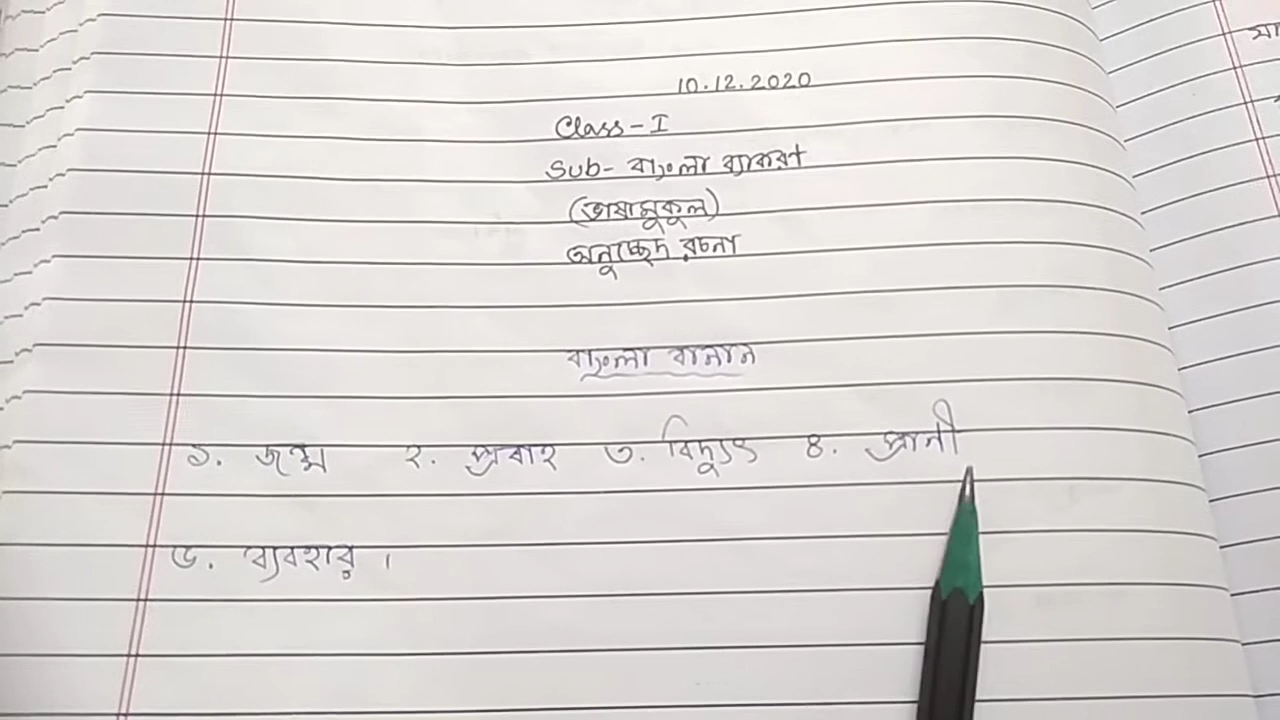 10.12.2020
Class-I
Sub- বাংলা ব্যাকরণ
(ভাষামুকুল)
অনুচ্ছেদ রচনা
বাংলা বানান
১. জন্ম ২. প্রবাহ ৩. বিদ্যুৎ ৪. প্রানী
৫. ব্যবহার ।